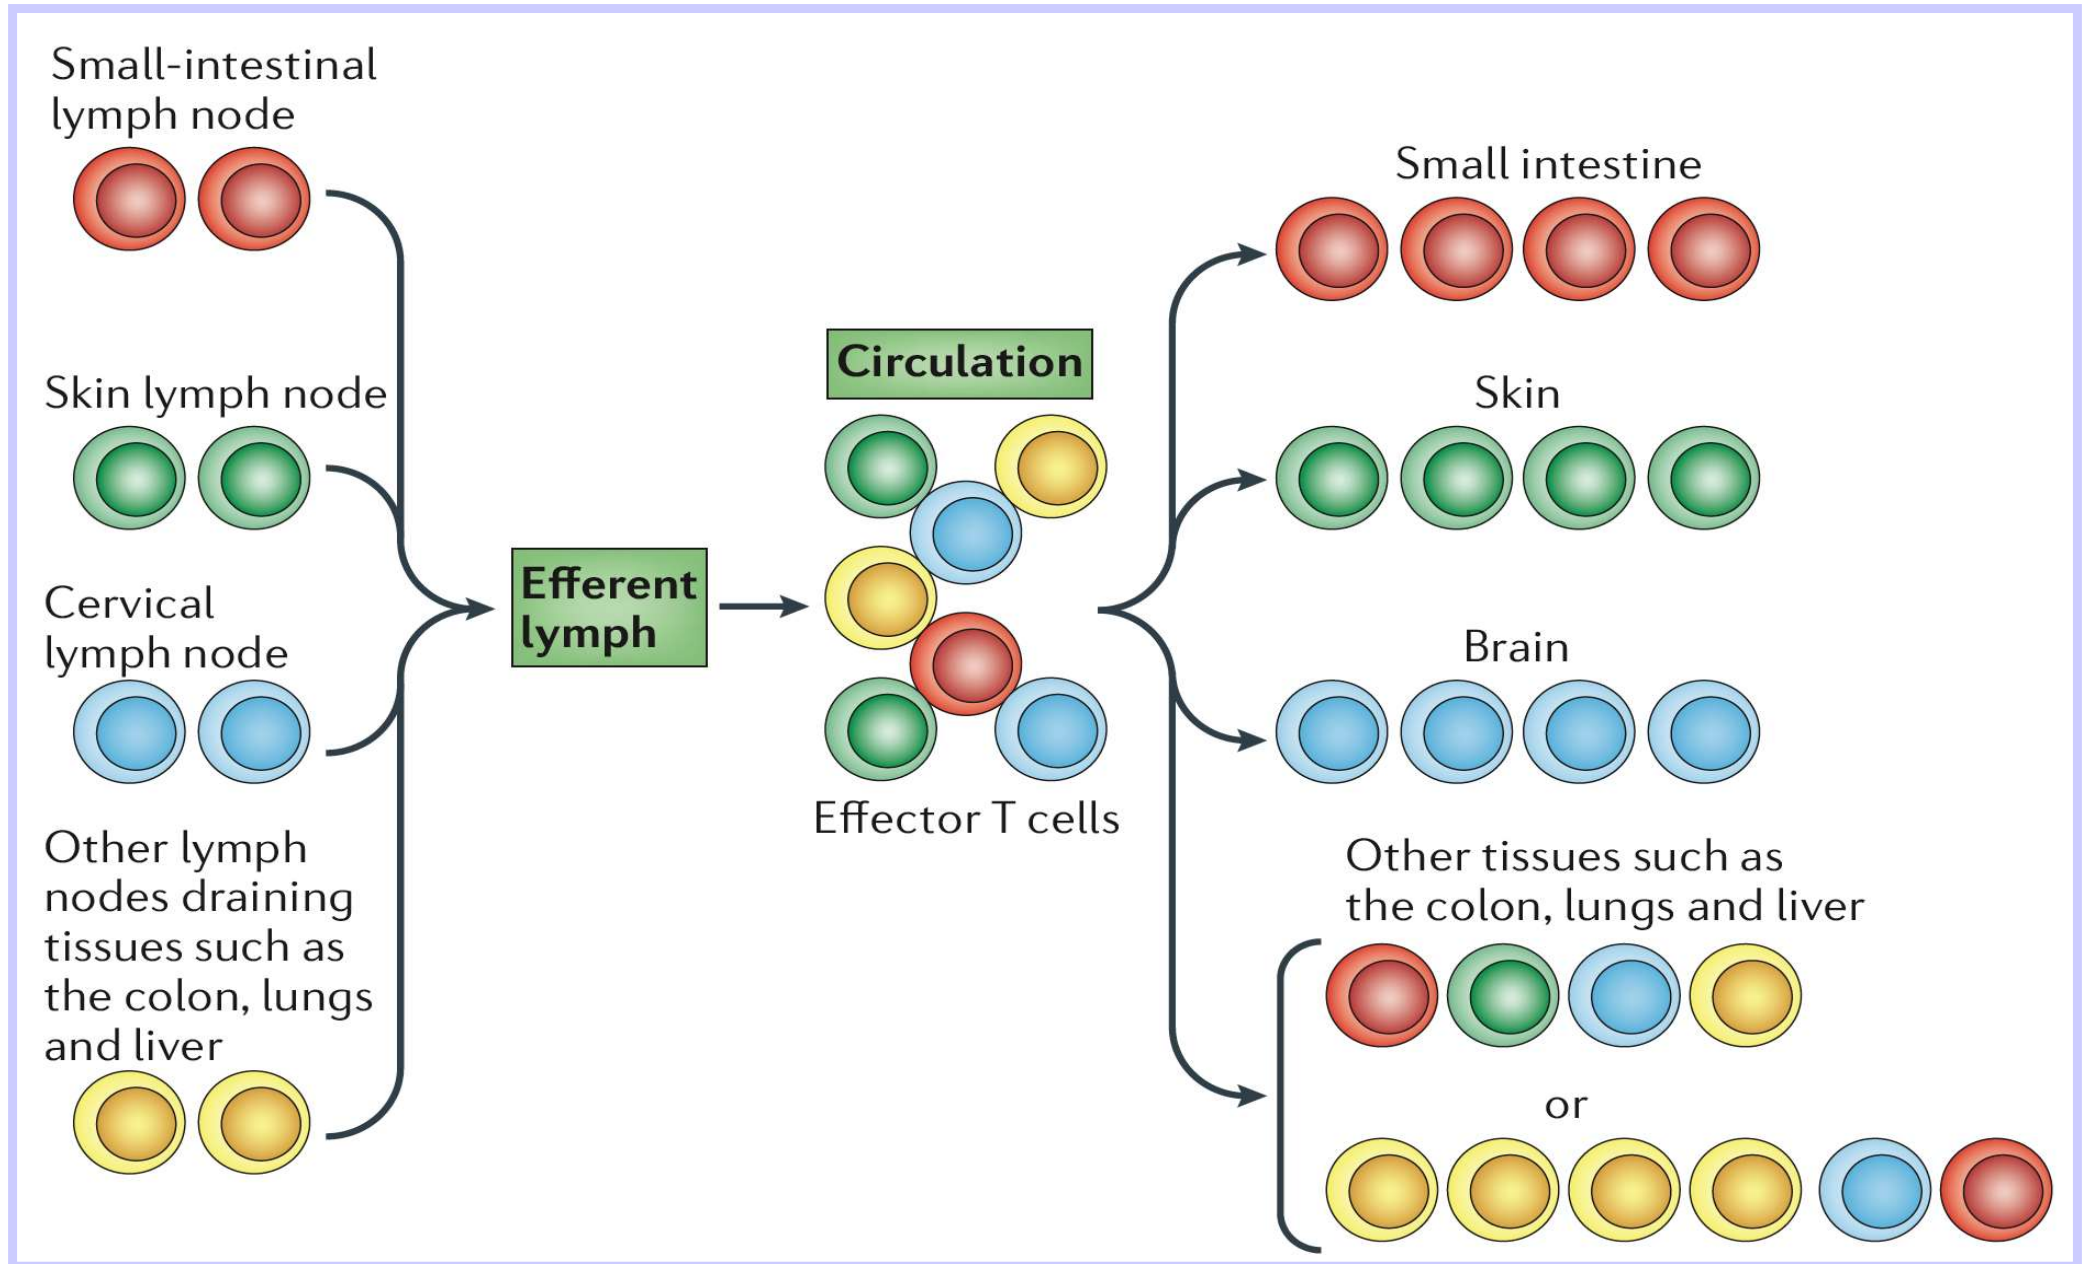 Small-intestinal
lymph node
Skin lymph node
Cervical
lymph node
Other lymph
nodes draining
tissues such as
the colon, lungs
and liver
Efferent
lymph
Circulation
Effector T cells
Small intestine
Skin
Brain
Other tissues such as
the colon, lungs and liver
or